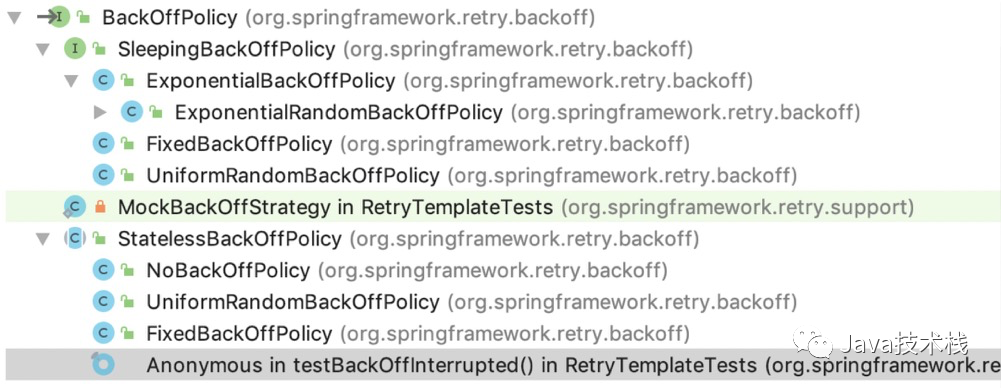 BackOffPolicy (org.springframework.retry.backoff)
SleepingBackOffPolicy (org.springframework.retry.backoff)
ExponentialBackOffPolicy (org.springframework.retry.backoff)
ExponentialRandomBackOffPolicy (org.springframework.retry.backoff)
FixedBackOffPolicy (org.springframework.retry.backoff)
UniformRandomBackOffPolicy (org.springframework.retry.backoff)
MockBackOffStrategy in RetryTemplateTests (org.springframework.retry.support)
StatelessBackOffPolicy (org.springframework.retry.backoff)
NoBackOffPolicy (org.springframework.retry.backoff)
UniformRandomBackOffPolicy (org.springframework.retry.backoff)
FixedBackOffPolicy (org.springframework.retry.backoff)
Java技术栈
Anonymous in testBackOffInterrupted() in RetryTemplateTests (org.springframework.re